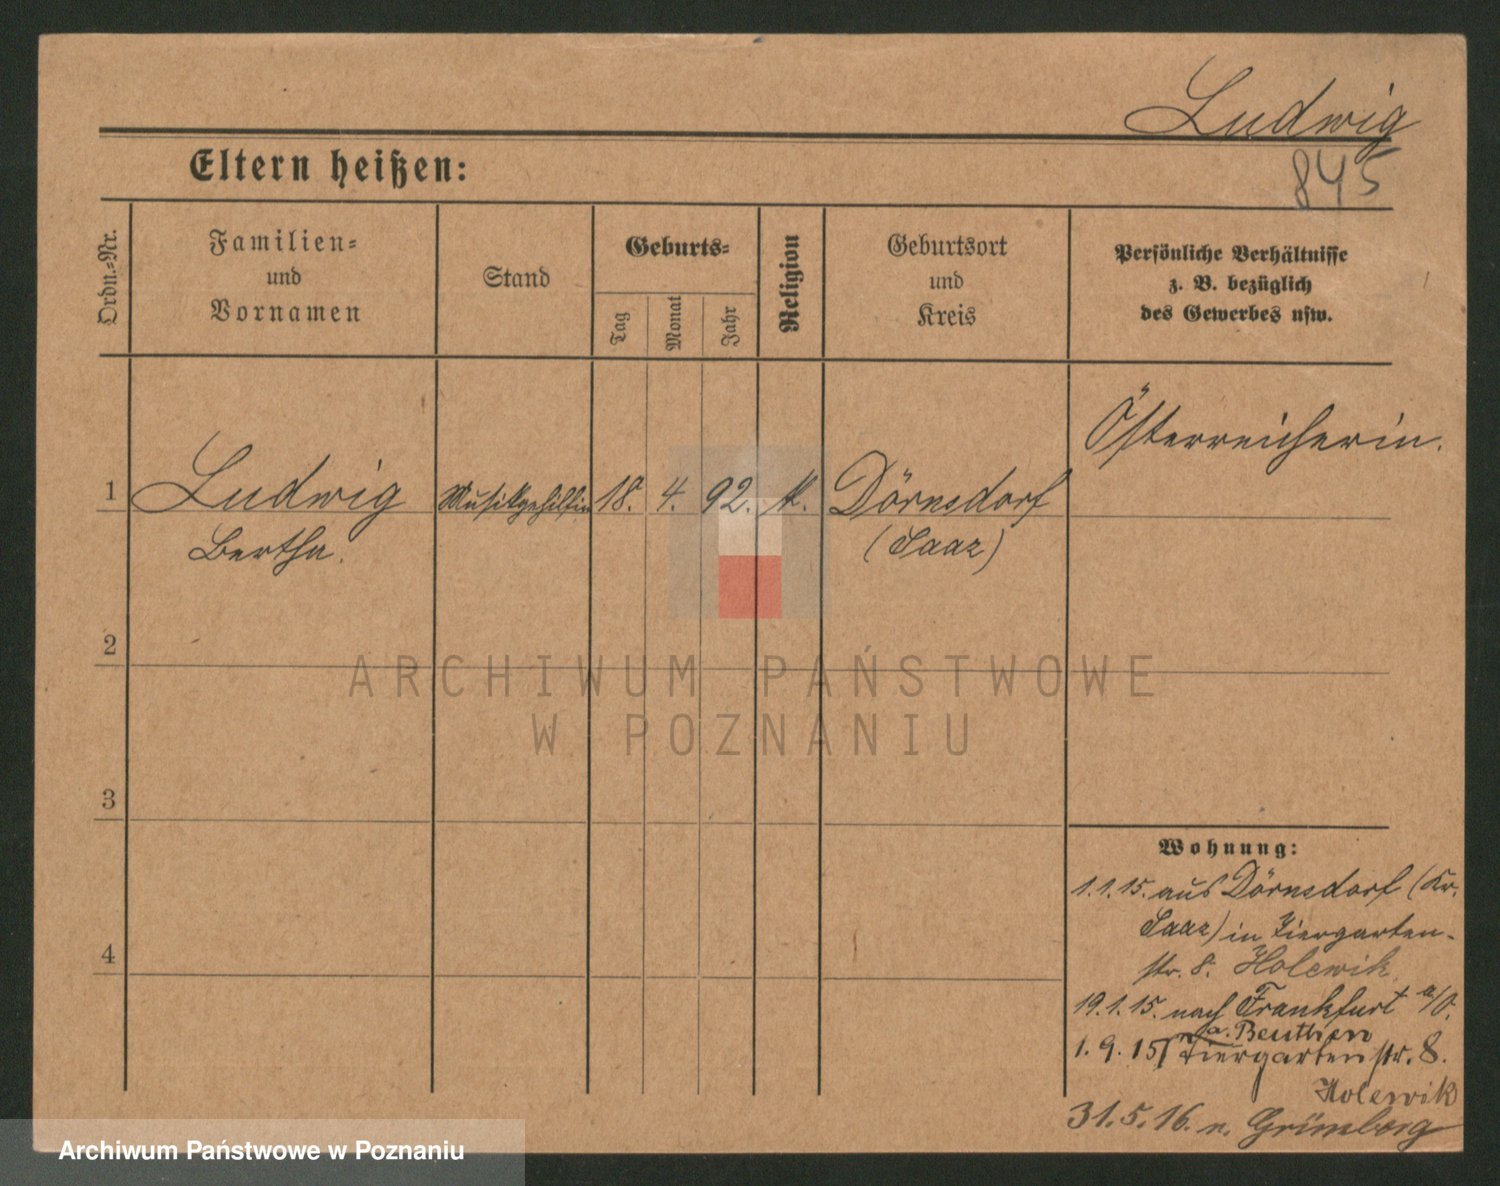 Ludwig
845
Eltern heißen:
Ordn.=Nr.
Familien=
und
Vornamen
Stand
Geburts=
Tag
Monat
Jahr
Religion
Geburtsort
und
Kreis
Persönliche Verhältnisse
z. B. bezüglich
des Gewerbes usw.
Österreicherin.
1
Ludwig
Bertha.
Musikgehilfin
18.
4.
92.
k.
Dörnsdorf
(Saaz)
2
3
4
ARCHIWUM PAŃSTWOWE
W POZNANIU
Wohnung:
1.1.15. aus Dörnsdorf (Kr.
Saaz) in Tiergarten-
str. 8. Holewik
19.1.15. nach Frankfurt a/O.
a. Beuthen
1.9.15 Tiergartenstr. 8.
Holewik
31.5.16. n. Grünberg
Archiwum Państwowe w Poznaniu